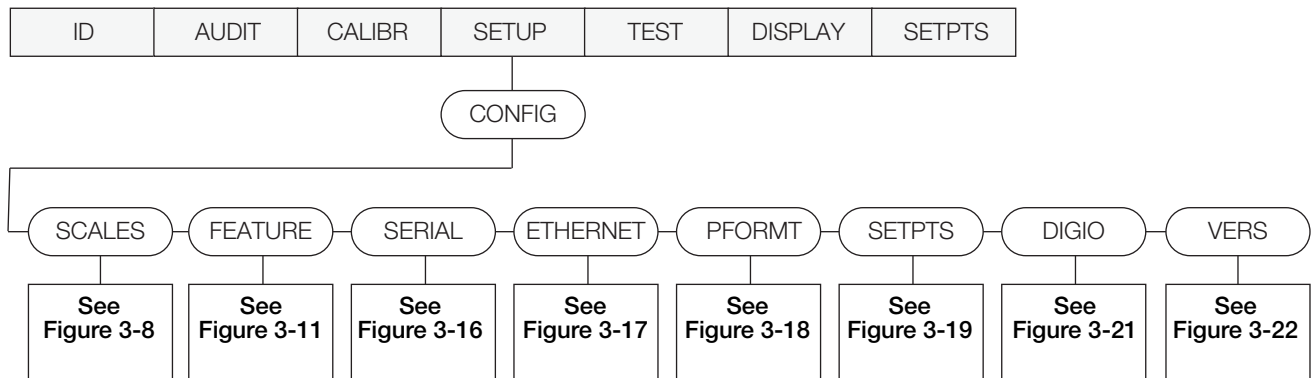 ID AUDIT CALIBR SETUP TEST DISPLAY SETPTS
CONFIG
SCALES FEATURE SERIAL ETHERNET PFORMT SETPTS DIGIO VERS
See See See See See See See See
Figure 3-8 Figure 3-11 Figure 3-16 Figure 3-17 Figure 3-18 Figure 3-19 Figure 3-21 Figure 3-22